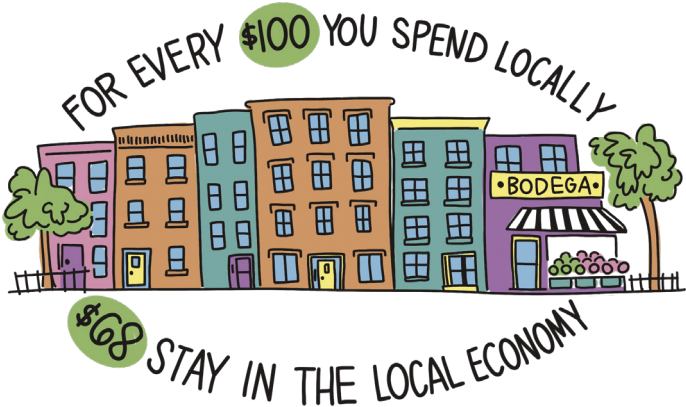 FOR EVERY $100 YOU SPEND LOCALLY
•BODEGA•
$68 STAY IN THE LOCAL ECONOMY